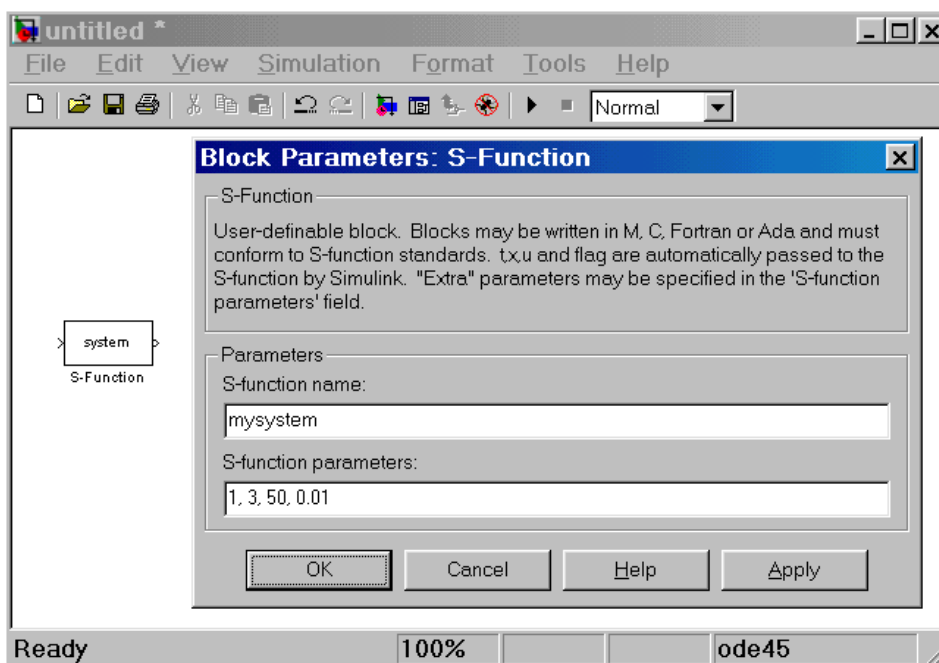 untitled *
File Edit View Simulation Format Tools Help
Normal
Block Parameters: S-Function
S-Function
User-definable block. Blocks may be written in M, C, Fortran or Ada and must
conform to S-function standards. t,x,u and flag are automatically passed to the
S-function by Simulink. "Extra" parameters may be specified in the 'S-function
parameters' field.
system
S-Function
Parameters
S-function name:
mysystem
S-function parameters:
1, 3, 50, 0.01
OK Cancel Help Apply
Ready 100% ode45